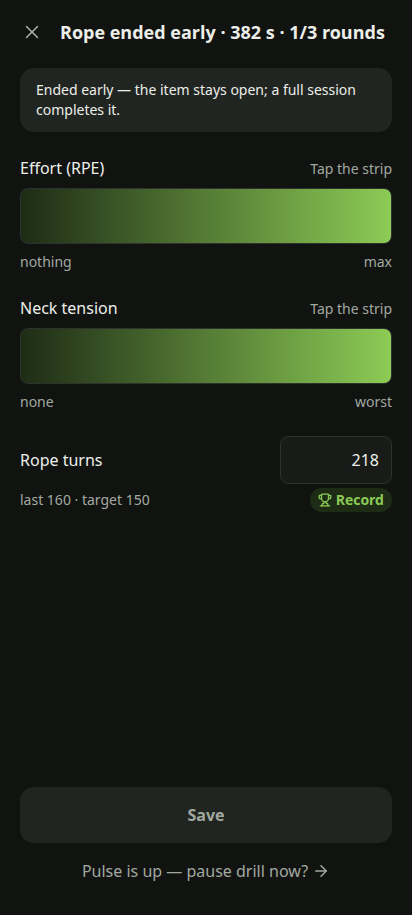 Rope ended early · 382 s · 1/3 rounds
Ended early — the item stays open; a full session
completes it.
Effort (RPE) Tap the strip
nothing max
Neck tension Tap the strip
none worst
Rope turns 218
last 160 · target 150 Record
Save
Pulse is up — pause drill now? →